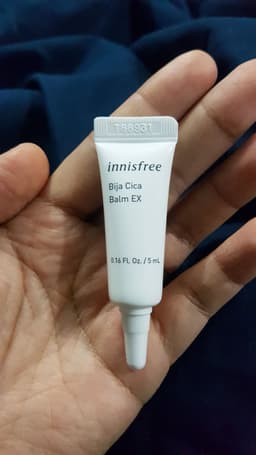 innisfree
Bija Cica
Balm EX
0.16 FL Oz. / 5 mL